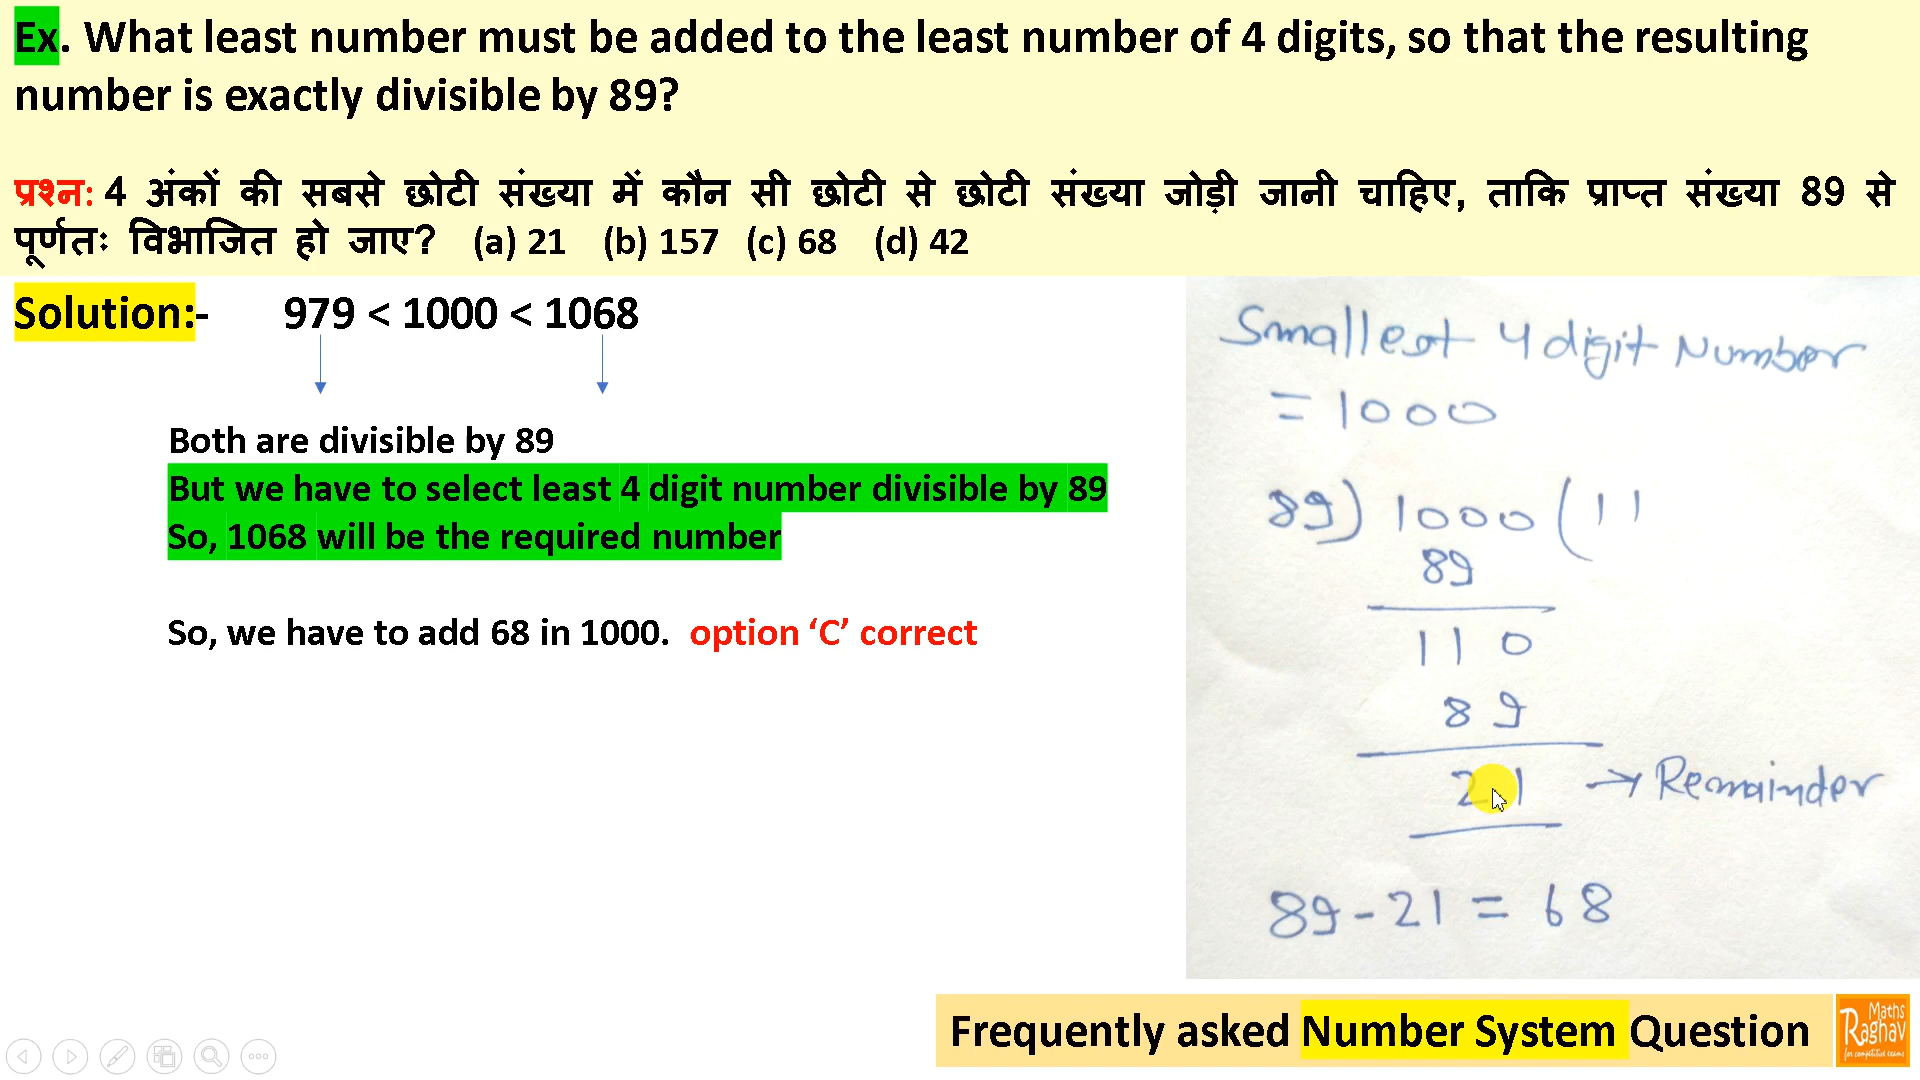 Ex. What least number must be added to the least number of 4 digits, so that the resulting
number is exactly divisible by 89?
प्रश्न: 4 अंकों की सबसे छोटी संख्या में कौन सी छोटी से छोटी संख्या जोड़ी जानी चाहिए, ताकि प्राप्त संख्या 89 से
पूर्णतः विभाजित हो जाए? (a) 21 (b) 157 (c) 68 (d) 42
Solution:- 979 < 1000 < 1068
Both are divisible by 89
But we have to select least 4 digit number divisible by 89
So, 1068 will be the required number
So, we have to add 68 in 1000. option ‘C’ correct
Smallest 4 digit Number
= 1000
89) 1000 ( 11
89
110
89
21 → Remainder
89 - 21 = 68
Frequently asked Number System Question
Maths
Raghav
for competitive exams